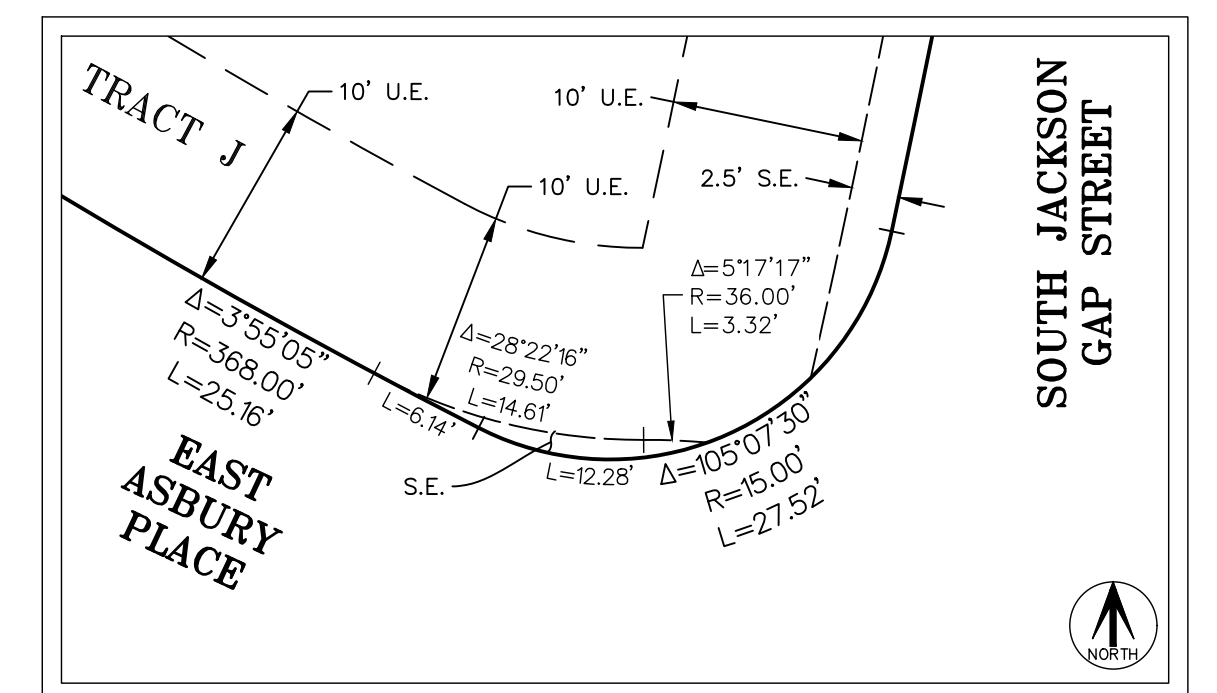 TRACT J
10' U.E.
10' U.E.
10' U.E.
2.5' S.E.
SOUTH JACKSON
GAP STREET
Δ=5°17'17"
R=36.00'
L=3.32'
Δ=3°55'05"
R=368.00'
L=25.16'
Δ=28°22'16"
R=29.50'
L=14.61'
L=6.14'
S.E.
L=12.28'
Δ=105°07'30"
R=15.00'
L=27.52'
EAST
ASBURY
PLACE
NORTH